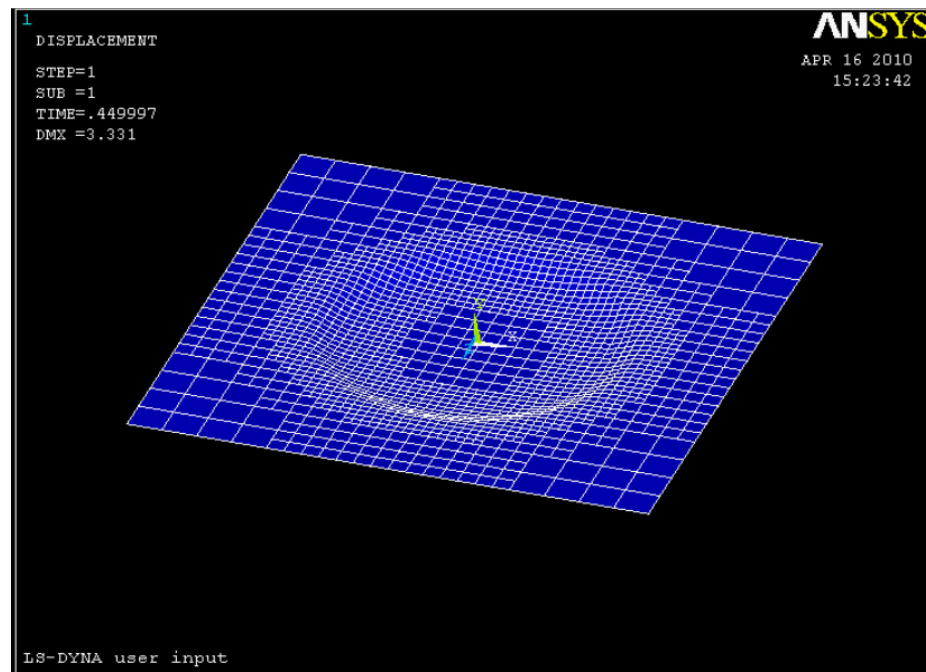 1
DISPLACEMENT
STEP=1
SUB =1
TIME=.449997
DMX =3.331
ANSYS
APR 16 2010
15:23:42
Y
X
LS-DYNA user input